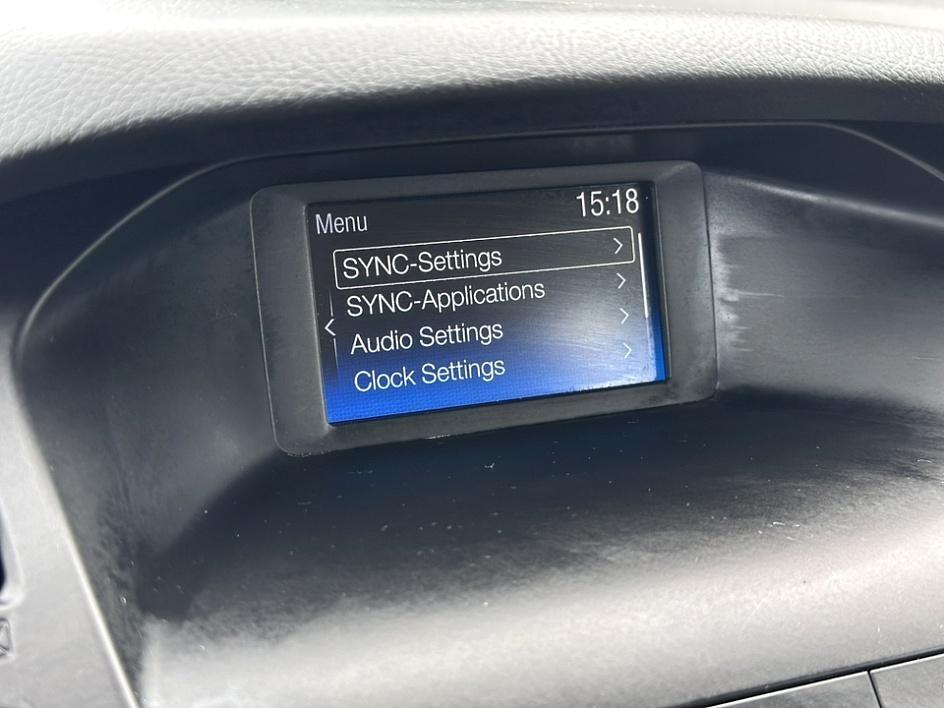 Menu 15:18
SYNC-Settings
SYNC-Applications
Audio Settings
Clock Settings